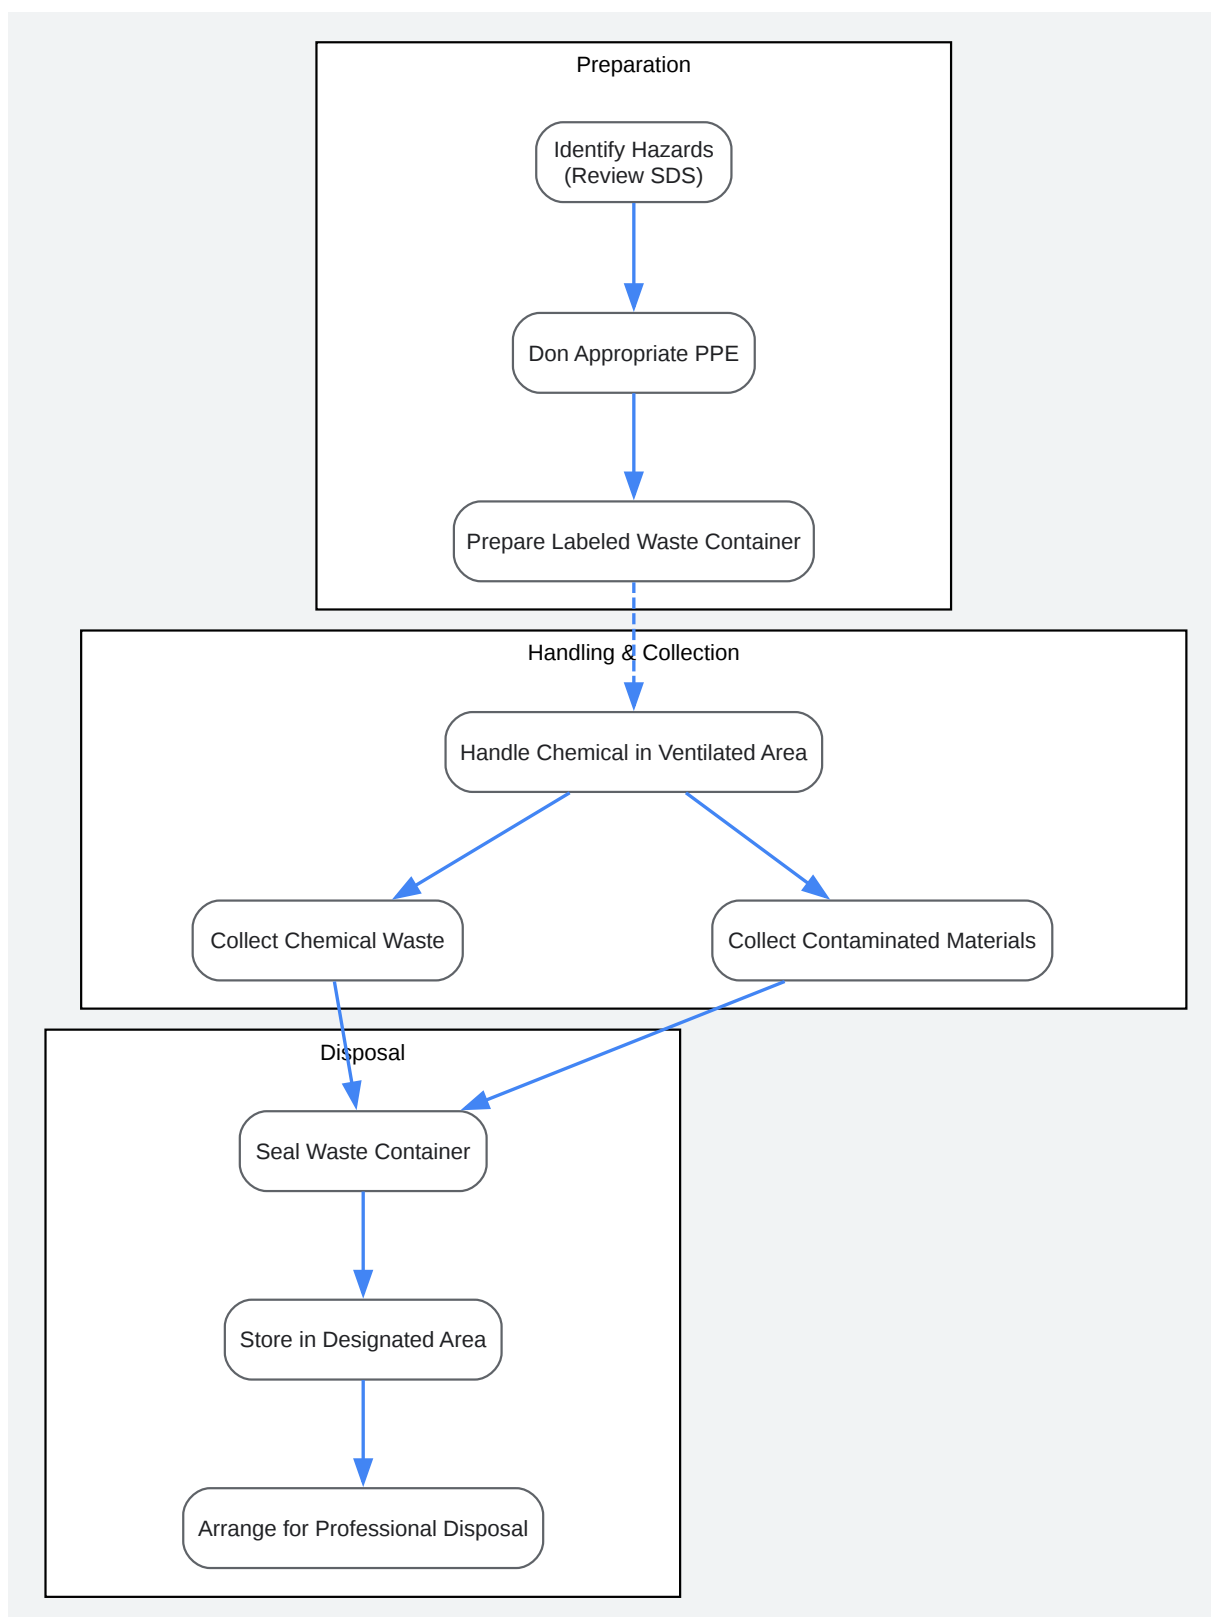 Preparation
Identify Hazards
(Review SDS)
Don Appropriate PPE
Prepare Labeled Waste Container
Handling & Collection
Handle Chemical in Ventilated Area
Collect Chemical Waste
Collect Contaminated Materials
Disposal
Seal Waste Container
Store in Designated Area
Arrange for Professional Disposal